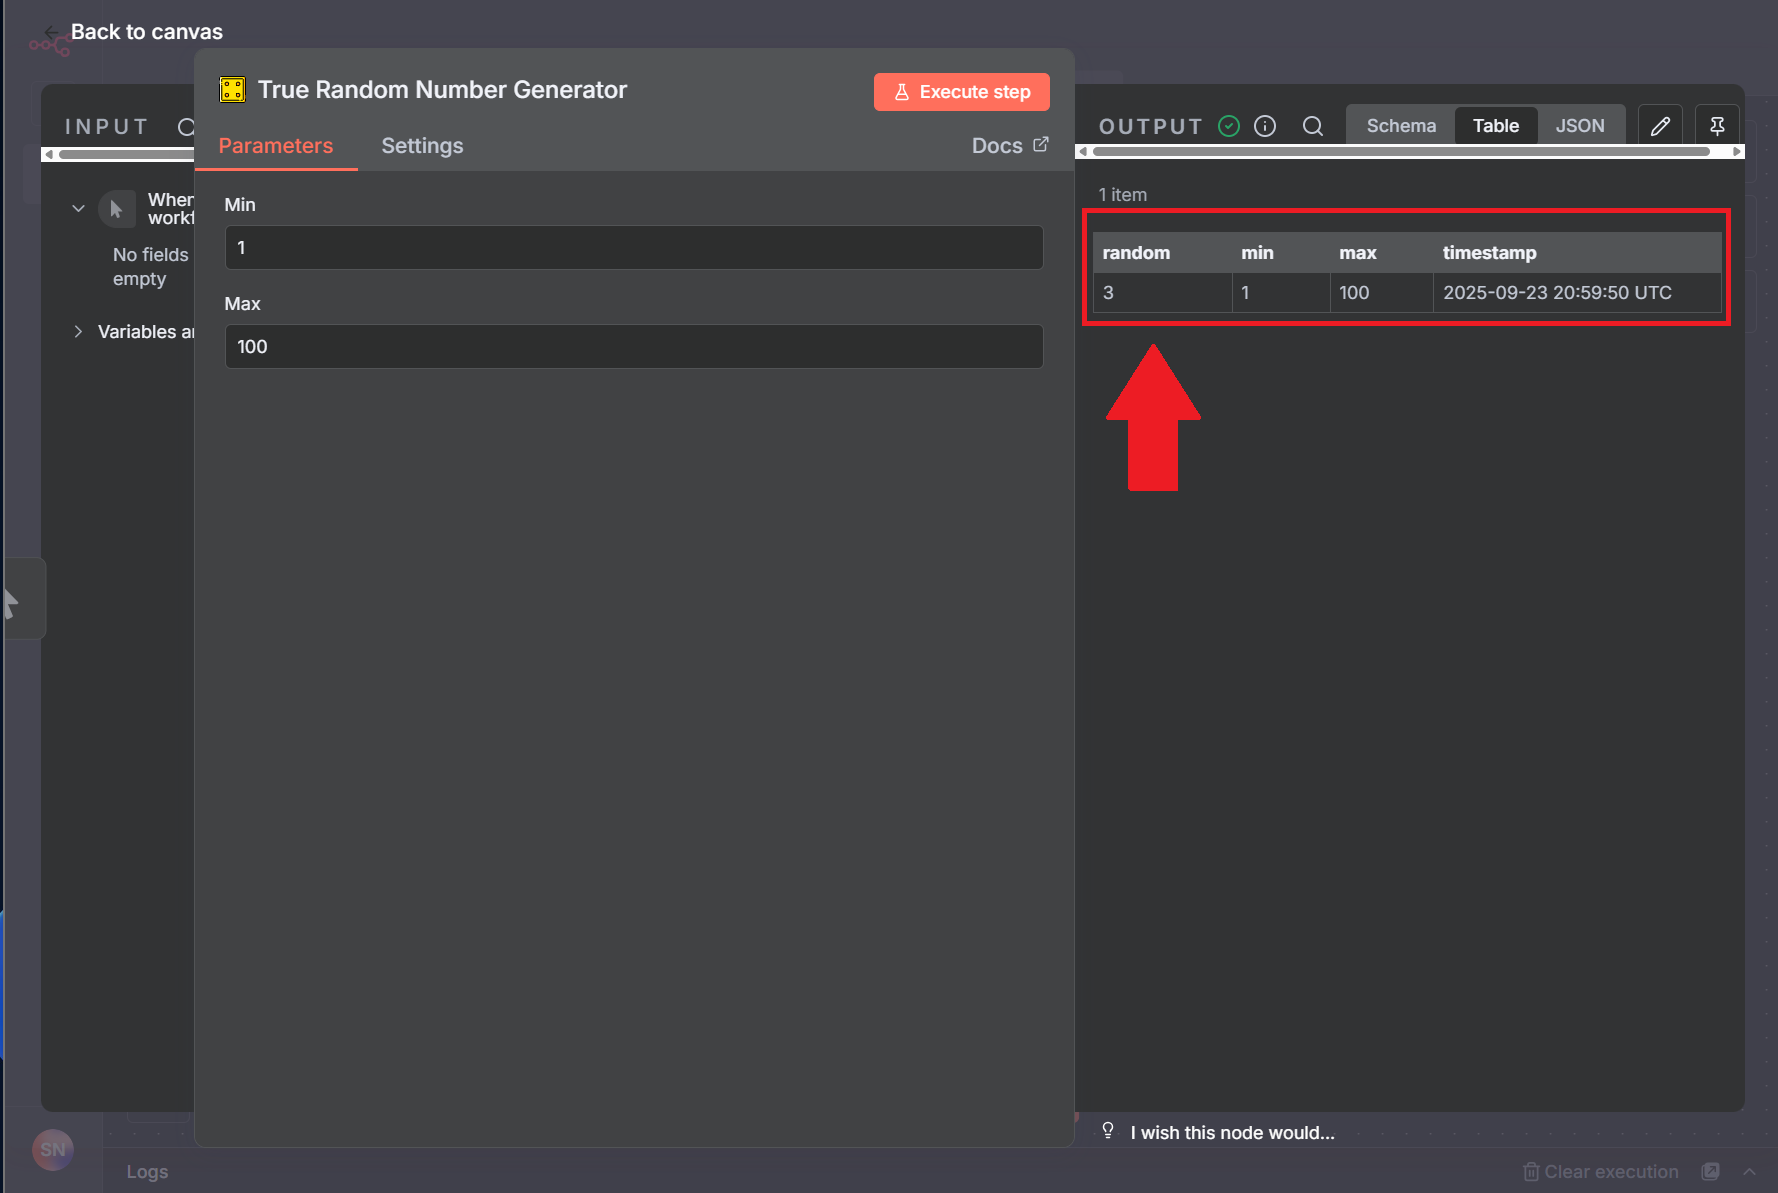 Back to canvas
True Random Number Generator
Execute step
Parameters
Settings
Docs
INPUT
When
No fields
empty
Variables
Min
1
Max
100
OUTPUT
Schema
Table
JSON
1 item
random min max timestamp
3 1 100 2025-09-23 20:59:50 UTC
I wish this node would...
SN
Logs
Clear execution